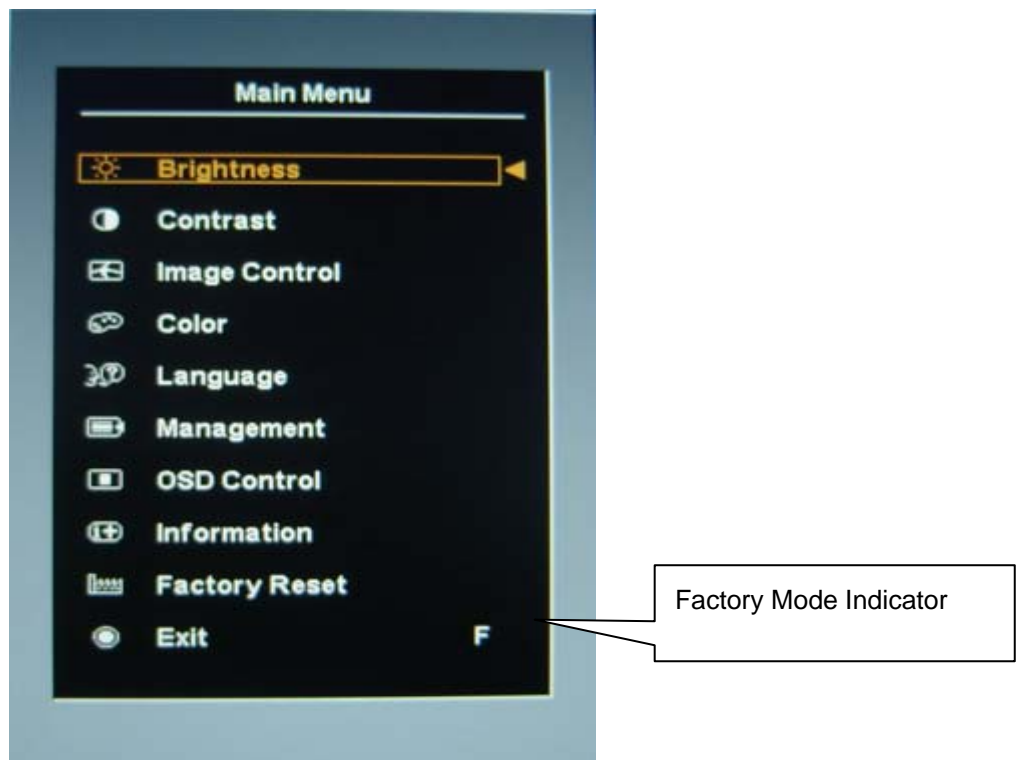 Main Menu
Brightness
Contrast
Image Control
Color
Language
Management
OSD Control
Information
Factory Reset
Exit F
Factory Mode Indicator